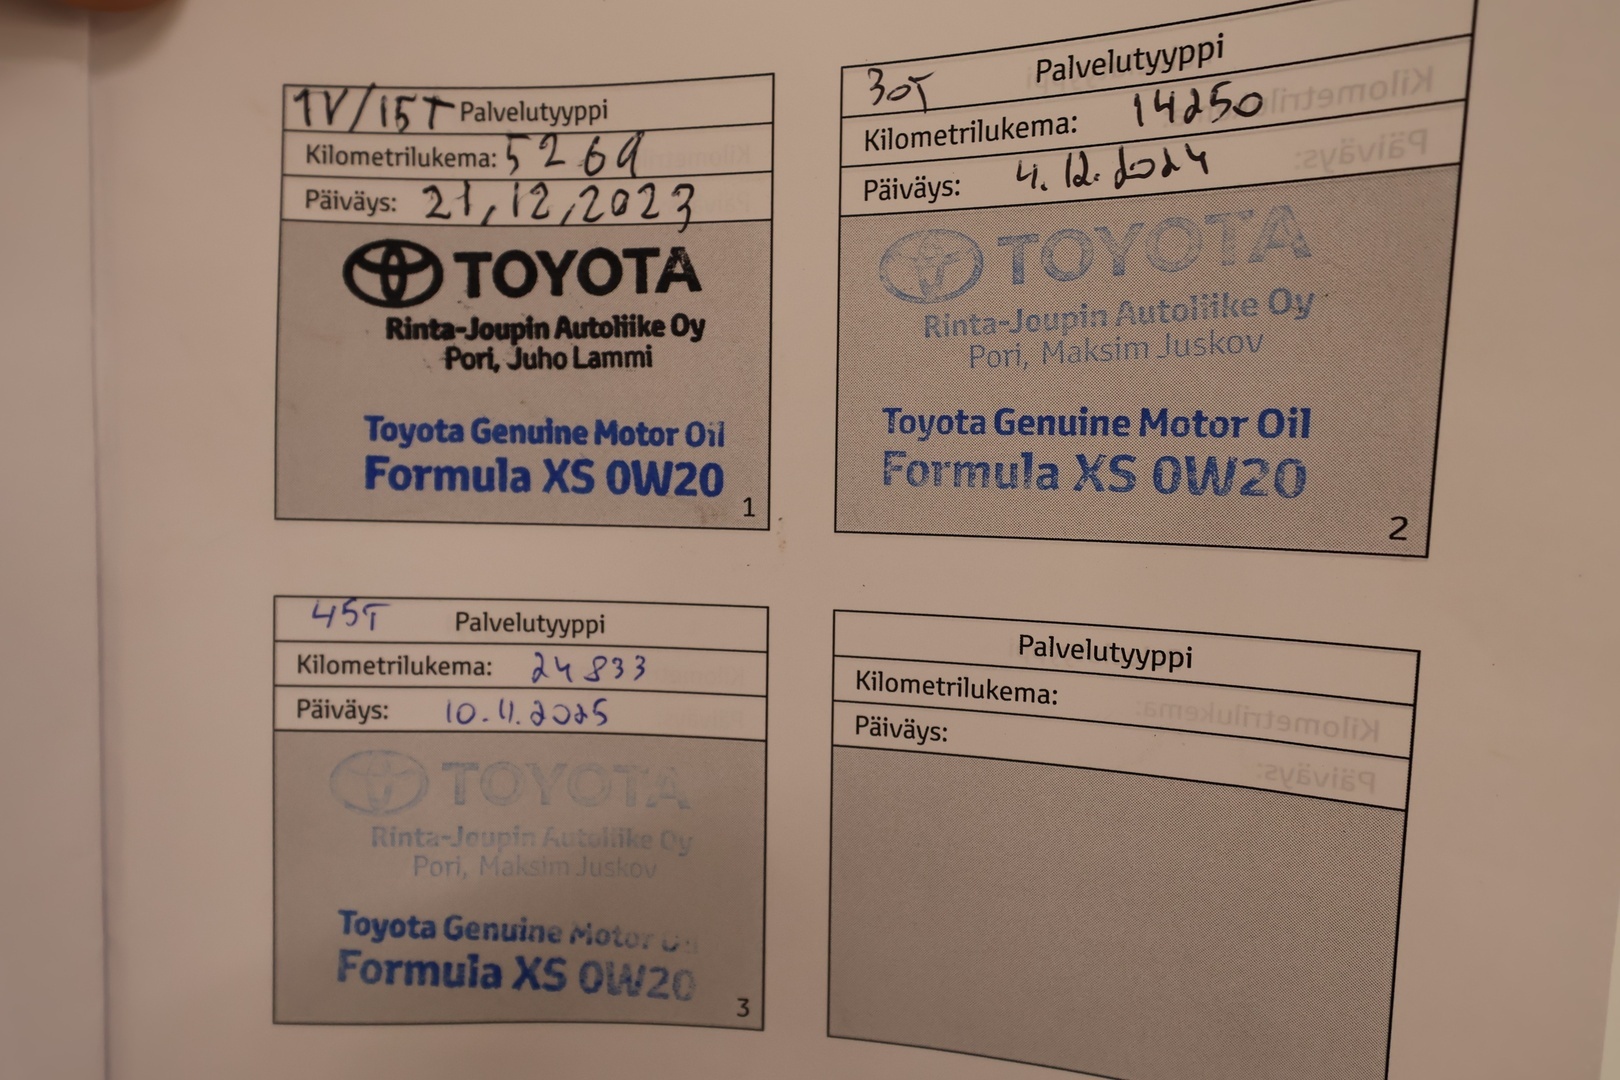 1V/15T Palvelutyyppi
Kilometrilukema: 5269
Päiväys: 21,12,2023
TOYOTA
Rinta-Joupin Autoliike Oy
Pori, Juho Lammi
Toyota Genuine Motor Oil
Formula XS 0W20
1
30T Palvelutyyppi
Kilometrilukema: 14250
Päiväys: 4.12.2024
TOYOTA
Rinta-Joupin Autoliike Oy
Pori, Maksim Juskov
Toyota Genuine Motor Oil
Formula XS 0W20
2
45T Palvelutyyppi
Kilometrilukema: 24833
Päiväys: 10.11.2025
TOYOTA
Rinta-Joupin Autoliike Oy
Pori, Maksim Juskov
Toyota Genuine Motor Oil
Formula XS 0W20
3
Palvelutyyppi
Kilometrilukema:
Päiväys: